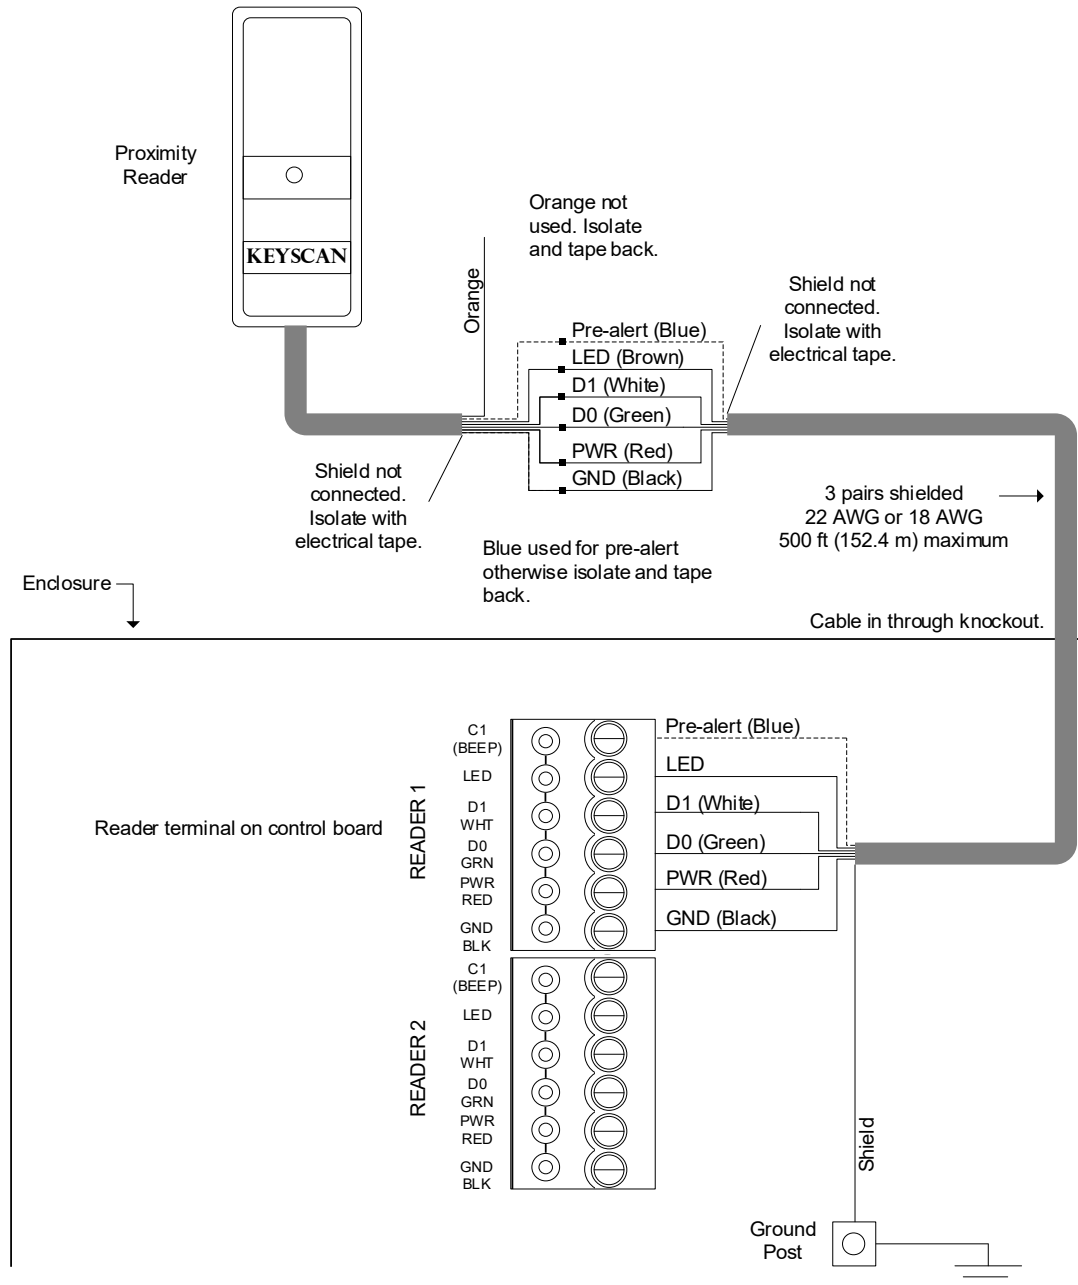 Proximity
Reader
KEYSCAN
Orange not
used. Isolate
and tape back.
Orange
Shield not
connected.
Isolate with
electrical tape.
Pre-alert (Blue)
LED (Brown)
D1 (White)
D0 (Green)
PWR (Red)
GND (Black)
Shield not
connected.
Isolate with
electrical tape.
3 pairs shielded
22 AWG or 18 AWG
500 ft (152.4 m) maximum
Blue used for pre-alert
otherwise isolate and tape
back.
Enclosure
Cable in through knockout.
Reader terminal on control board
READER 1
C1
(BEEP)
LED
D1
WHT
D0
GRN
PWR
RED
GND
BLK
Pre-alert (Blue)
LED
D1 (White)
D0 (Green)
PWR (Red)
GND (Black)
READER 2
C1
(BEEP)
LED
D1
WHT
D0
GRN
PWR
RED
GND
BLK
Shield
Ground
Post